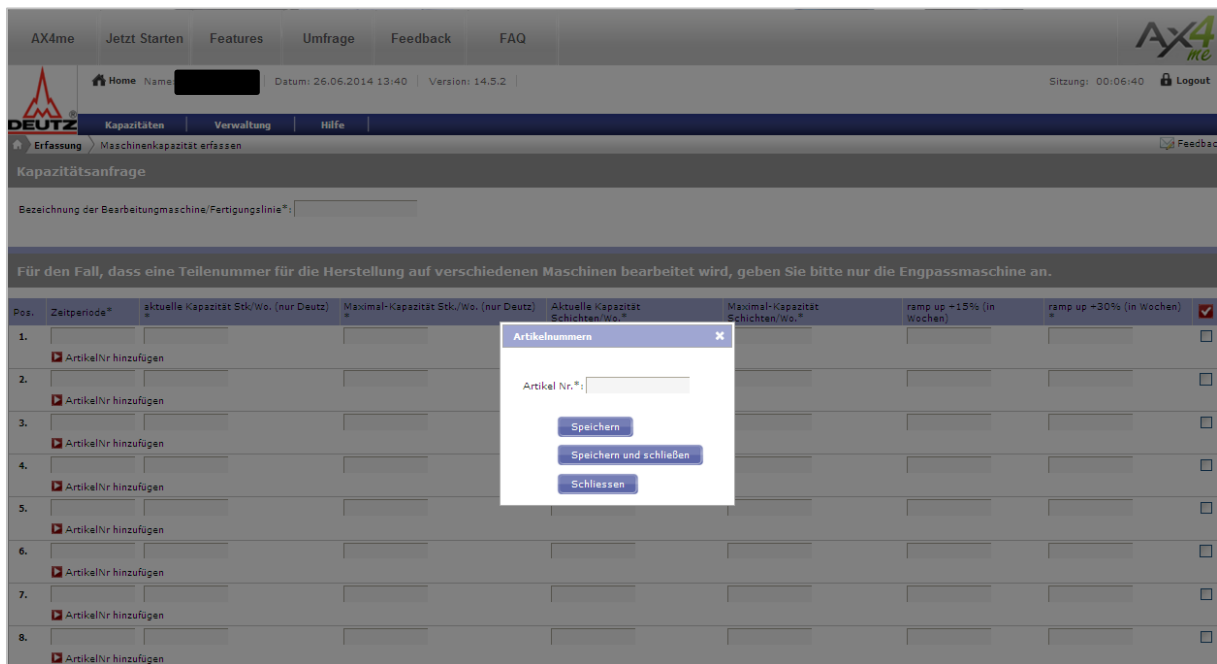 AX4me Jetzt Starten Features Umfrage Feedback FAQ
Ax4 me
Home Name: Datum: 26.06.2014 13:40 | Version: 14.5.2 | Sitzung: 00:06:40 Logout
DEUTZ ®
Kapazitäten | Verwaltung | Hilfe |
Erfassung Maschinenkapazität erfassen Feedbac
Kapazitätsanfrage
Bezeichnung der Bearbeitungmaschine/Fertigungslinie*:
Für den Fall, dass eine Teilenummer für die Herstellung auf verschiedenen Maschinen bearbeitet wird, geben Sie bitte nur die Engpassmaschine an.
Pos. Zeitperiode* aktuelle Kapazität Stk/Wo. (nur Deutz) * Maximal-Kapazität Stk./Wo. (nur Deutz) * Aktuelle Kapazität Schichten/Wo.* Maximal-Kapazität Schichten/Wo.* ramp up +15% (in Wochen) ramp up +30% (in Wochen) *
1.
ArtikelNr hinzufügen
2.
ArtikelNr hinzufügen
3.
ArtikelNr hinzufügen
4.
ArtikelNr hinzufügen
5.
ArtikelNr hinzufügen
6.
ArtikelNr hinzufügen
7.
ArtikelNr hinzufügen
8.
ArtikelNr hinzufügen
Artikelnummern
Artikel Nr.*:
Speichern
Speichern und schließen
Schliessen